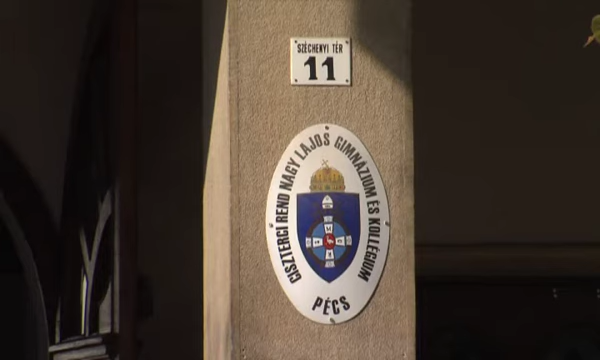 SZÉCHENYI TÉR
11
CISZTERCI REND NAGY LAJOS GIMNÁZIUM ÉS KOLLÉGIUM
PÉCS